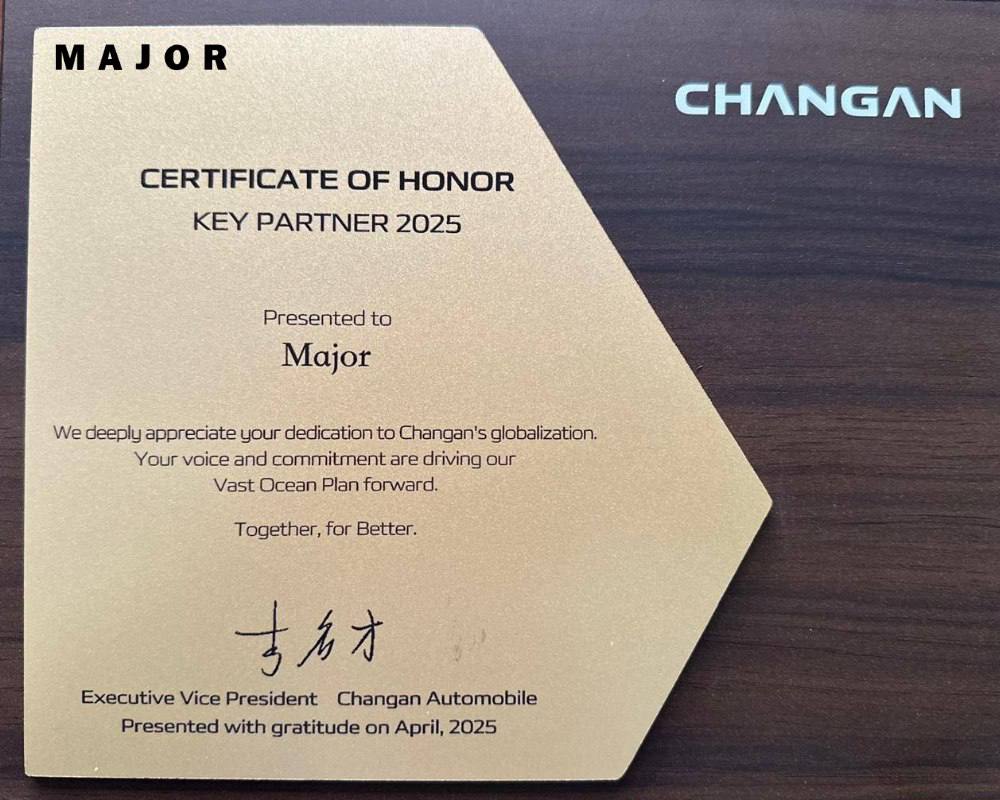 MAJOR
CHANGAN
CERTIFICATE OF HONOR
KEY PARTNER 2025
Presented to
Major
We deeply appreciate your dedication to Changan's globalization.
Your voice and commitment are driving our
Vast Ocean Plan forward.
Together, for Better.
Executive Vice President Changan Automobile
Presented with gratitude on April, 2025